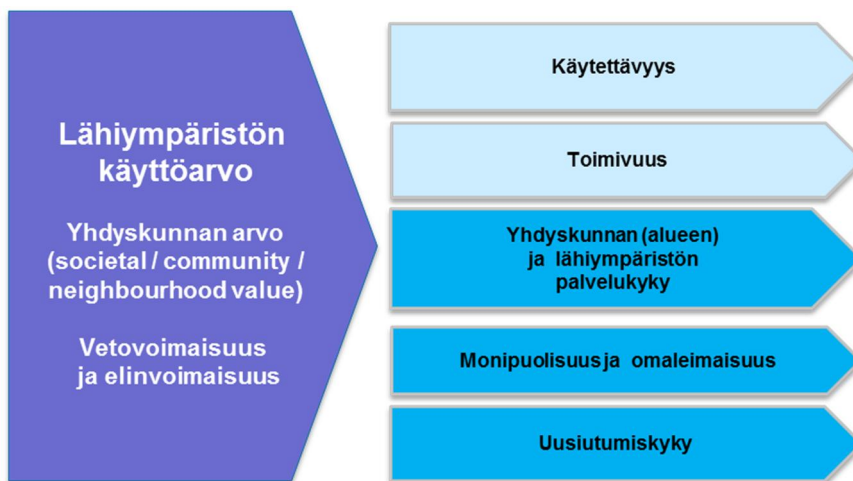 Lähiympäristön
käyttöarvo
Yhdyskunnan arvo
(societal / community /
neighbourhood value)
Vetovoimaisuus
ja elinvoimaisuus
Käytettävyys
Toimivuus
Yhdyskunnan (alueen)
ja lähiympäristön
palvelukyky
Monipuolisuus ja omaleimaisuus
Uusiutumiskyky